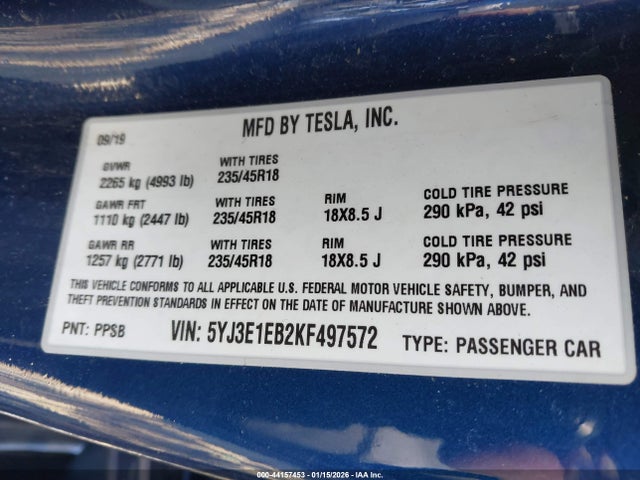 MFD BY TESLA, INC.
09/19
GVWR WITH TIRES
2265 kg (4993 lb) 235/45R18
GAWR FRT WITH TIRES RIM COLD TIRE PRESSURE
1110 kg (2447 lb) 235/45R18 18X8.5 J 290 kPa, 42 psi
GAWR RR WITH TIRES RIM COLD TIRE PRESSURE
1257 kg (2771 lb) 235/45R18 18X8.5 J 290 kPa, 42 psi
THIS VEHICLE CONFORMS TO ALL APPLICABLE U.S. FEDERAL MOTOR VEHICLE SAFETY, BUMPER, AND
THEFT PREVENTION STANDARDS IN EFFECT ON THE DATE OF MANUFACTURE SHOWN ABOVE.
PNT: PPSB VIN: 5YJ3E1EB2KF497572 TYPE: PASSENGER CAR
000-44157453 - 01/15/2026 - IAA Inc.